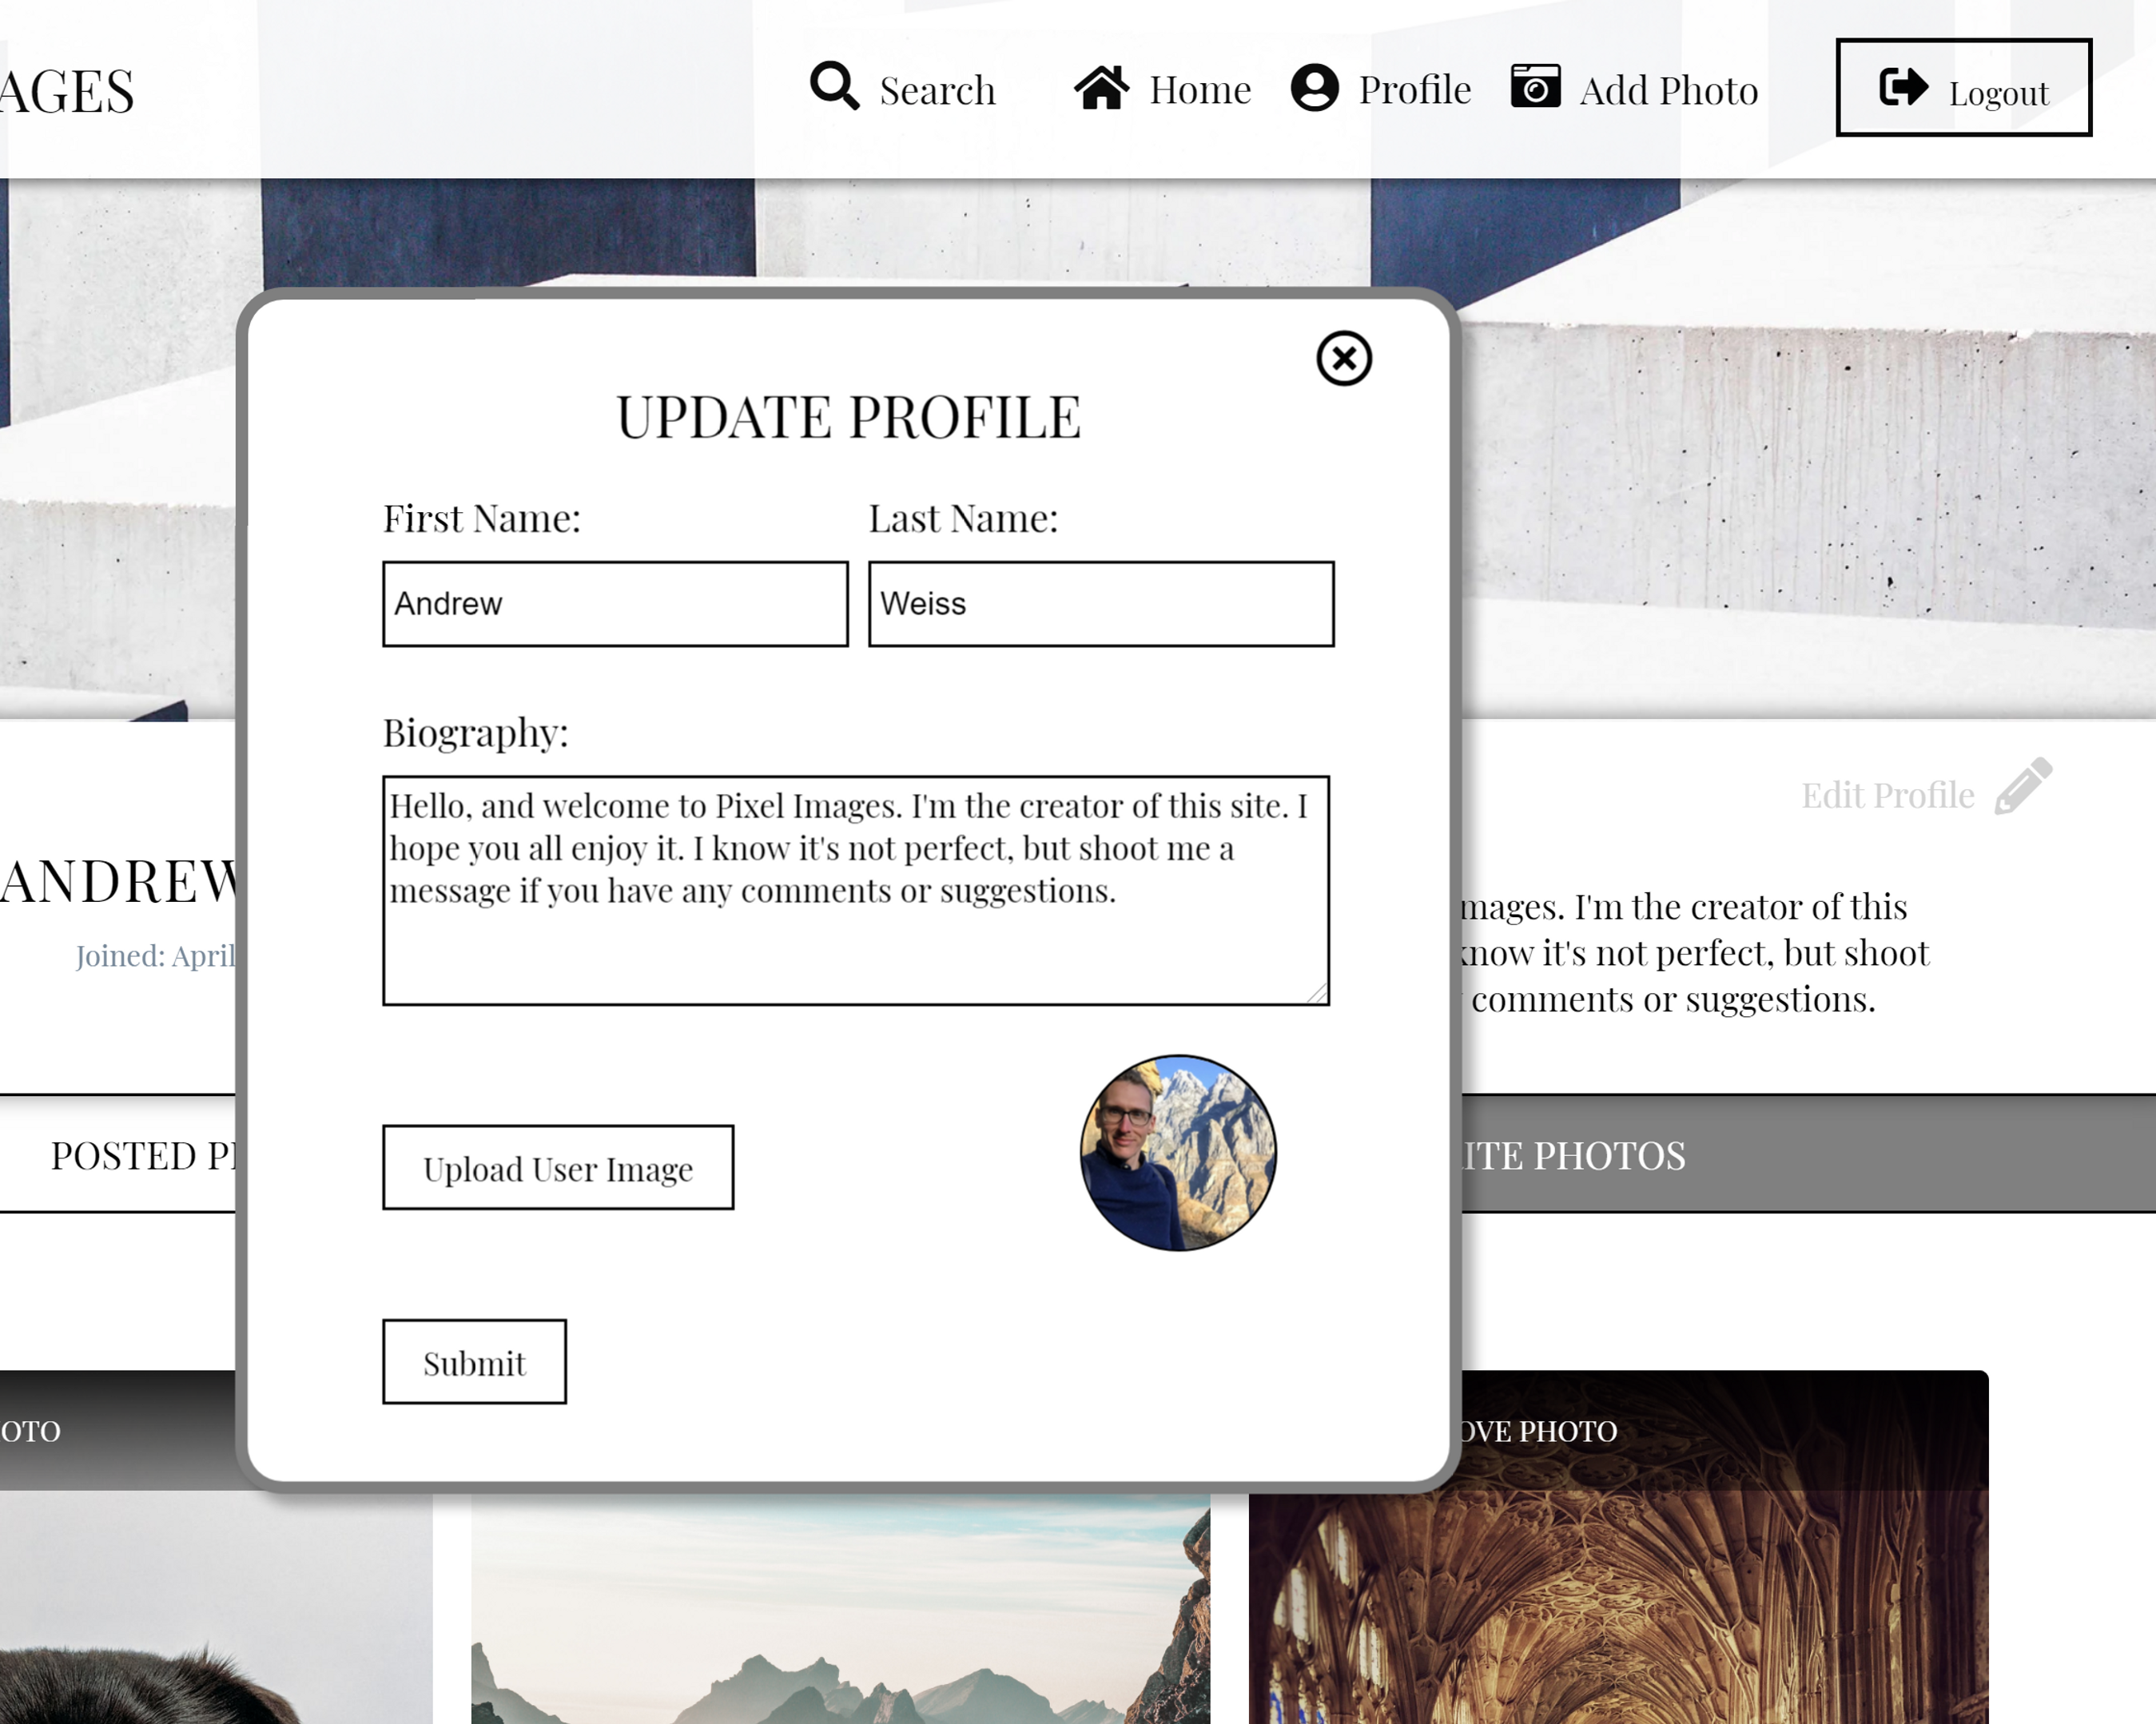 AGES
Search
Home
Profile
Add Photo
Logout
UPDATE PROFILE
First Name:
Last Name:
Andrew
Weiss
Biography:
Hello, and welcome to Pixel Images. I'm the creator of this site. I
hope you all enjoy it. I know it's not perfect, but shoot me a
message if you have any comments or suggestions.
Upload User Image
Submit
Edit Profile
ANDREW
Joined: April
mages. I'm the creator of this
know it's not perfect, but shoot
comments or suggestions.
POSTED P
ITE PHOTOS
OTO
OVE PHOTO